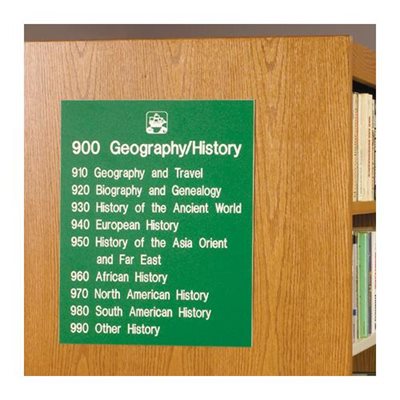 900 Geography/History
910 Geography and Travel
920 Biography and Genealogy
930 History of the Ancient World
940 European History
950 History of the Asia Orient
and Far East
960 African History
970 North American History
980 South American History
990 Other History